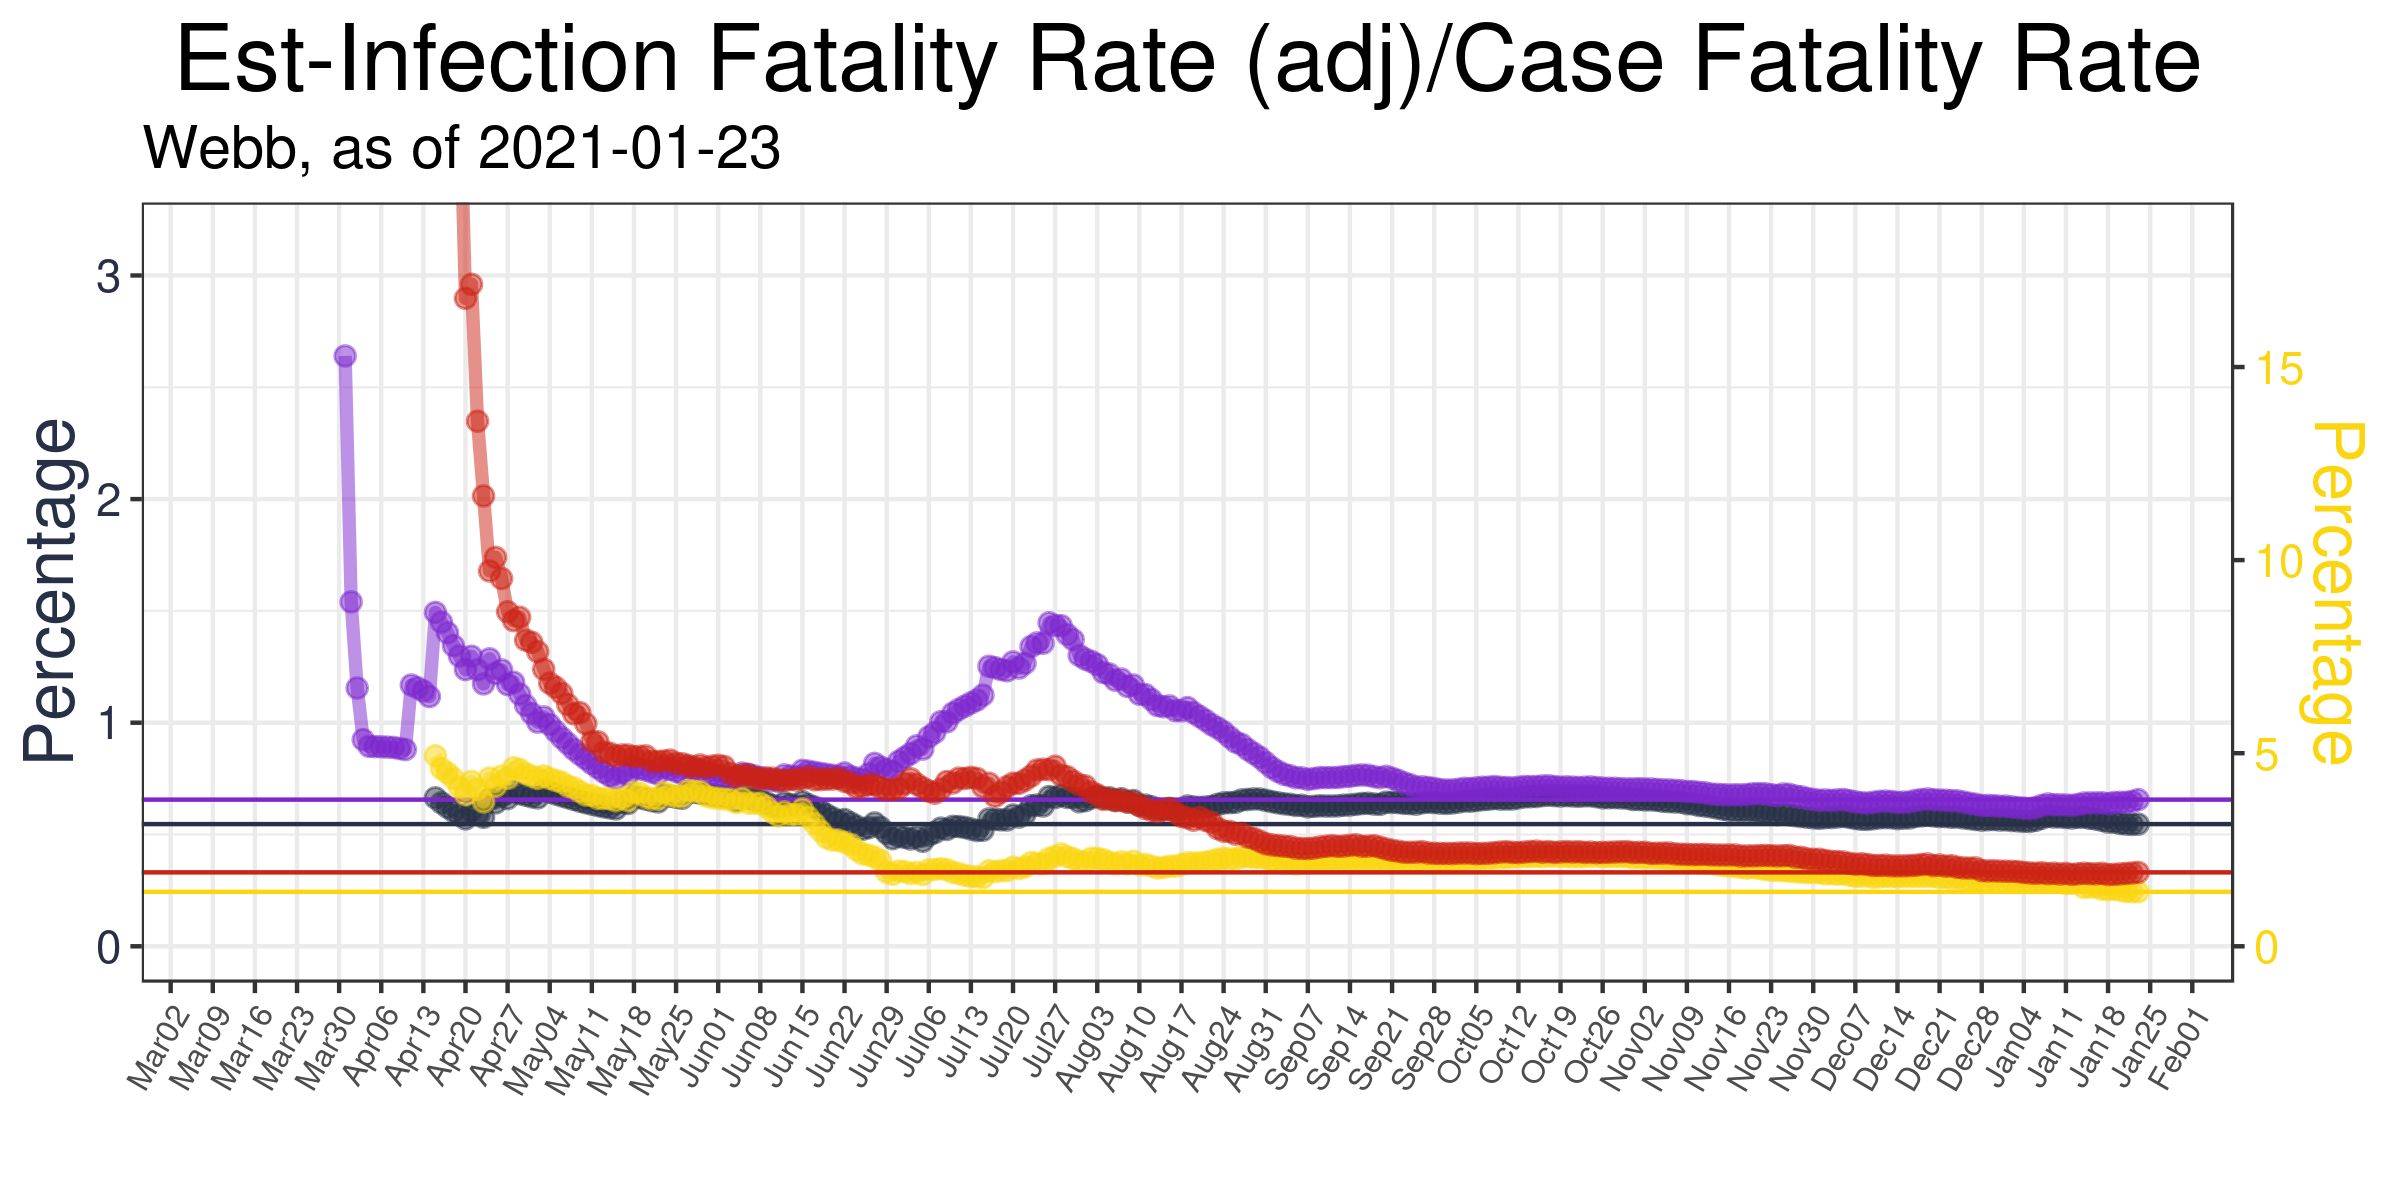 Est-Infection Fatality Rate (adj)/Case Fatality Rate
Webb, as of 2021-01-23
Percentage
3
2
1
0
15
10
5
0
Percentage
Mar02
Mar09
Mar16
Mar23
Mar30
Apr06
Apr13
Apr20
Apr27
May04
May11
May18
May25
Jun01
Jun08
Jun15
Jun22
Jun29
Jul06
Jul13
Jul20
Jul27
Aug03
Aug10
Aug17
Aug24
Aug31
Sep07
Sep14
Sep21
Sep28
Oct05
Oct12
Oct19
Oct26
Nov02
Nov09
Nov16
Nov23
Nov30
Dec07
Dec14
Dec21
Dec28
Jan04
Jan11
Jan18
Jan25
Feb01